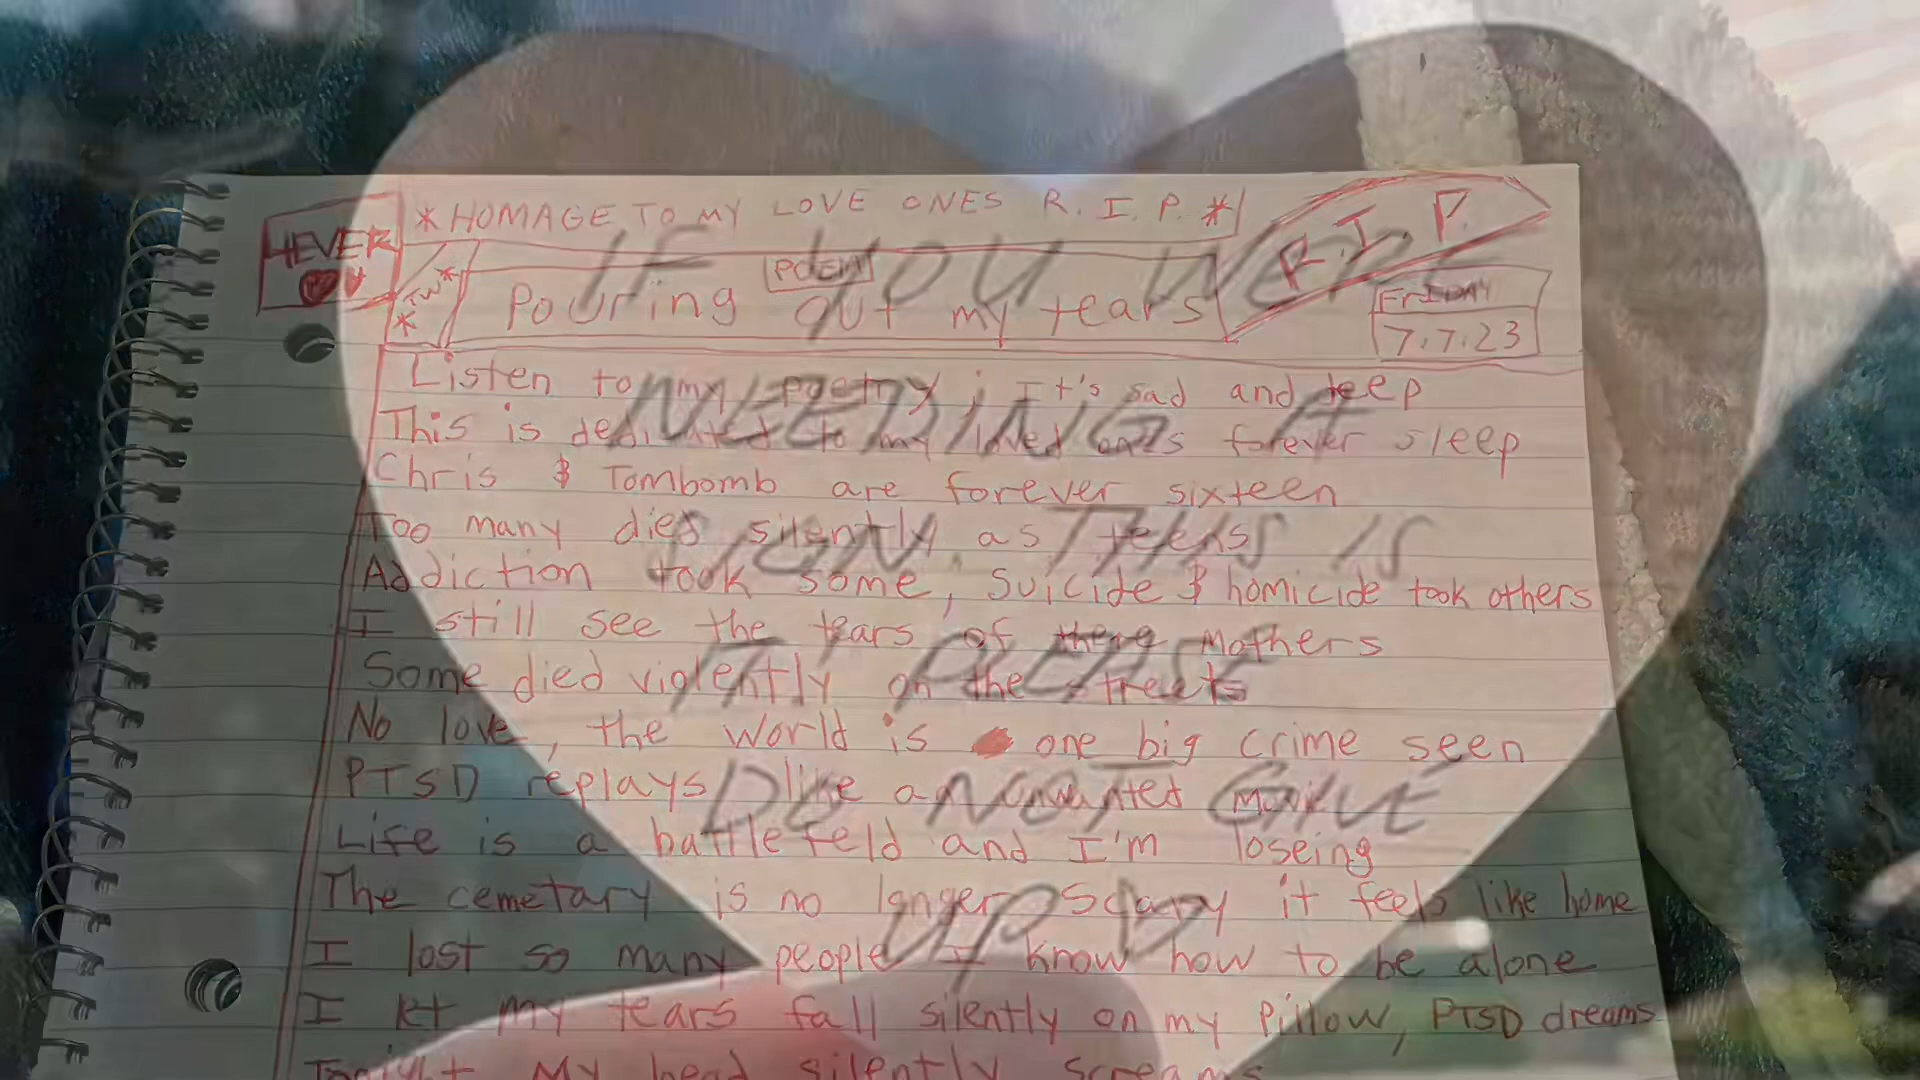 4EVER
*HOMAGE TO MY LOVE ONES R. I. P. *
R. I. P.
*TW*
POEM
Pouring out my tears
FRIDAY
7.7.23
Listen to my poetry, It's sad and deep
This is dedicated to my loved ones forever sleep
Chris & Tombomb are forever sixteen
Too many died silently as teens
Addiction took some, suicide & homicide took others
I still see the tears of there Mothers
Some died violently on the streets
No love, the world is one big crime seen
PTSD replays like an unwanted movie
Life is a battlefeld and I'm loseing
The cemetary is no longer scary it feels like home
I lost so many people I know how to be alone
I let my tears fall silently on my pillow, PTSD dreams
Tonight My head silently screams
IF YOU WERE
NEEDING A
SIGN. THIS IS
IT PLEASE
DO NOT GIVE
UP